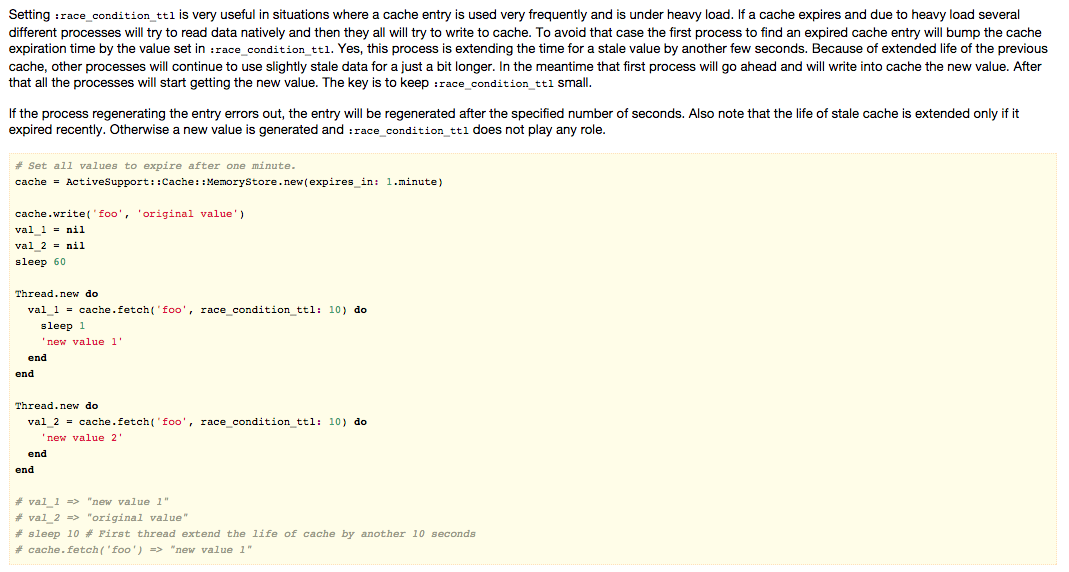 Setting :race_condition_ttl is very useful in situations where a cache entry is used very frequently and is under heavy load. If a cache expires and due to heavy load several
different processes will try to read data natively and then they all will try to write to cache. To avoid that case the first process to find an expired cache entry will bump the cache
expiration time by the value set in :race_condition_ttl. Yes, this process is extending the time for a stale value by another few seconds. Because of extended life of the previous
cache, other processes will continue to use slightly stale data for a just a bit longer. In the meantime that first process will go ahead and will write into cache the new value. After
that all the processes will start getting the new value. The key is to keep :race_condition_ttl small.
If the process regenerating the entry errors out, the entry will be regenerated after the specified number of seconds. Also note that the life of stale cache is extended only if it
expired recently. Otherwise a new value is generated and :race_condition_ttl does not play any role.
# Set all values to expire after one minute.
cache = ActiveSupport::Cache::MemoryStore.new(expires_in: 1.minute)
cache.write('foo', 'original value')
val_1 = nil
val_2 = nil
sleep 60
Thread.new do
  val_1 = cache.fetch('foo', race_condition_ttl: 10) do
    sleep 1
    'new value 1'
  end
end
Thread.new do
  val_2 = cache.fetch('foo', race_condition_ttl: 10) do
    'new value 2'
  end
end
# val_1 => "new value 1"
# val_2 => "original value"
# sleep 10 # First thread extend the life of cache by another 10 seconds
# cache.fetch('foo') => "new value 1"